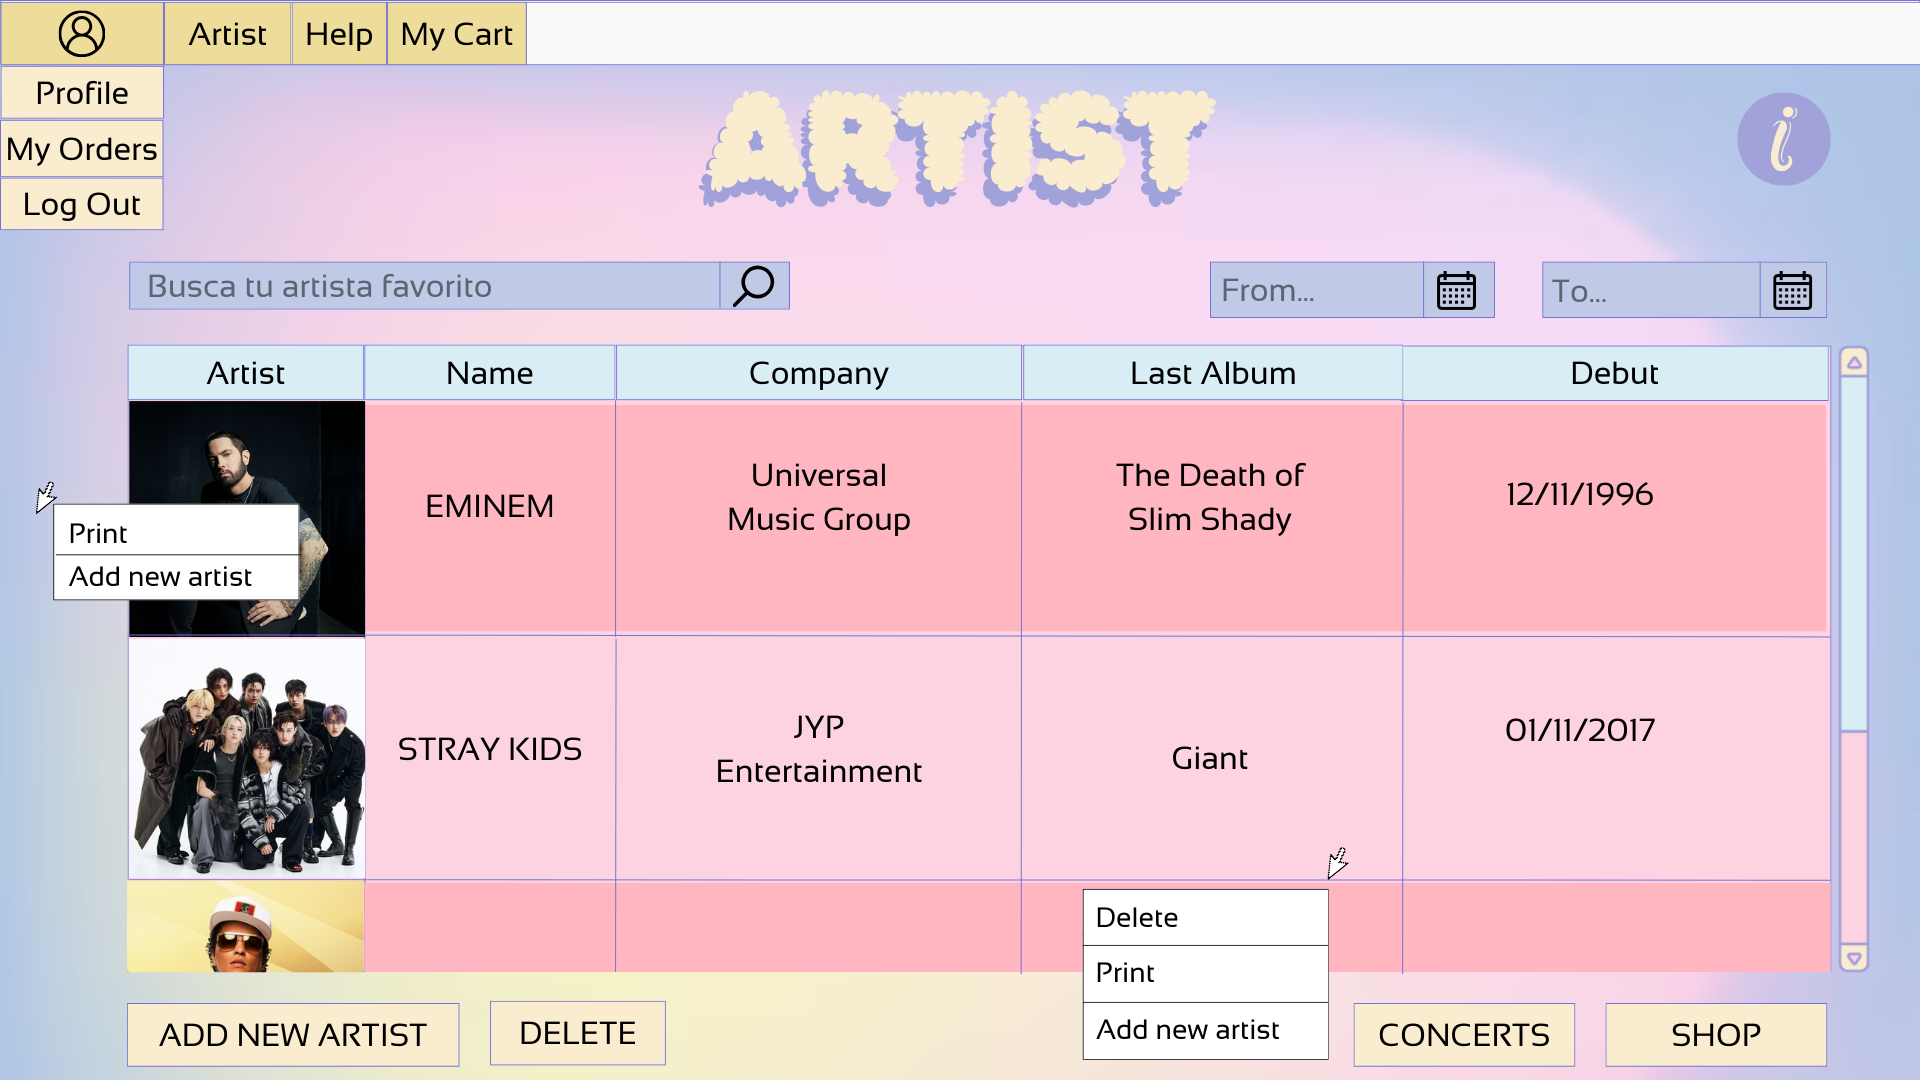 Artist
Help
My Cart
Profile
My Orders
Log Out
ARTIST
i
Busca tu artista favorito
From...
To...
Artist
Name
Company
Last Album
Debut
EMINEM
Universal
Music Group
The Death of
Slim Shady
12/11/1996
Print
Add new artist
STRAY KIDS
JYP
Entertainment
Giant
01/11/2017
Delete
Print
Add new artist
ADD NEW ARTIST
DELETE
CONCERTS
SHOP